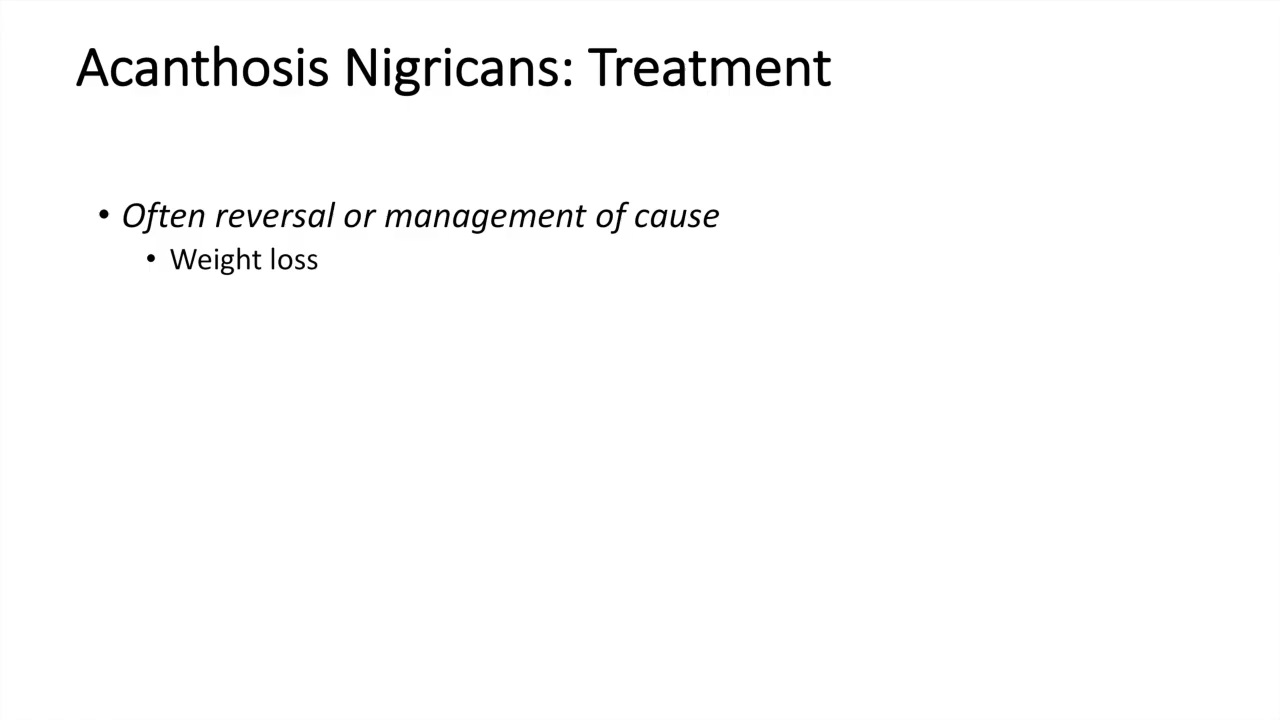 Acanthosis Nigricans: Treatment
• Often reversal or management of cause
• Weight loss